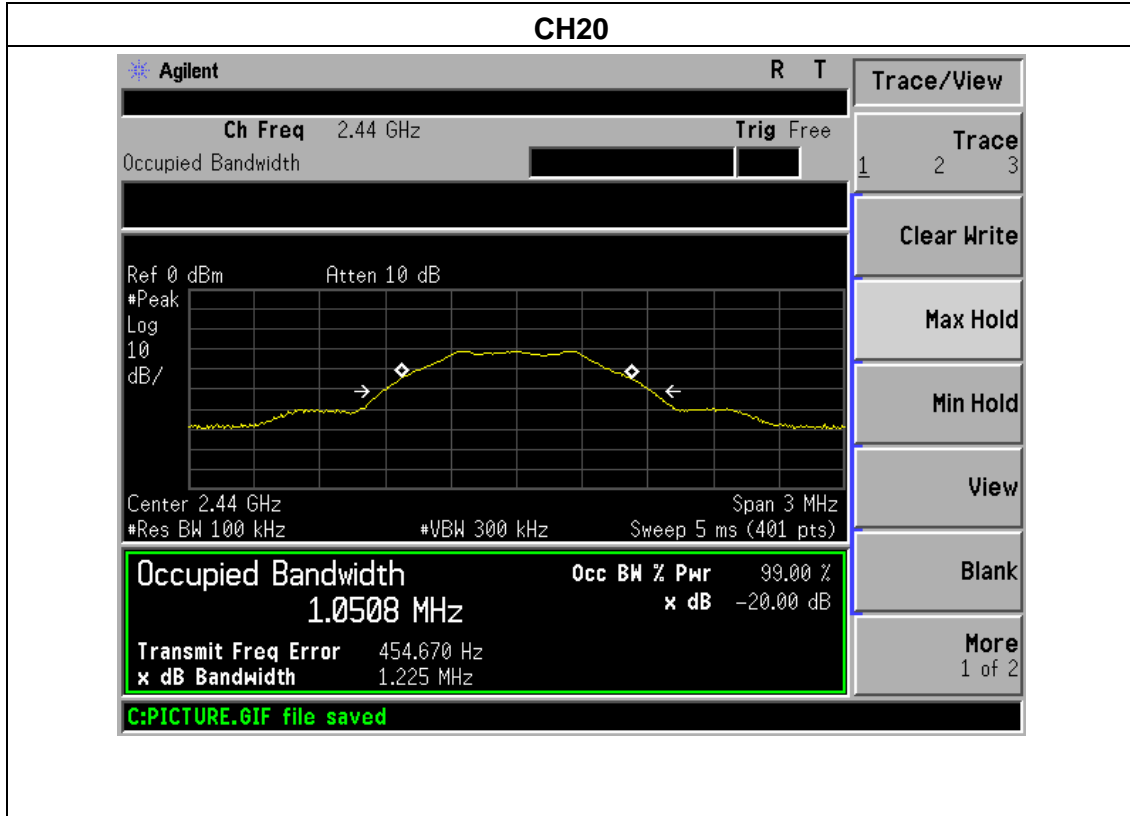 CH20
Agilent R T
Trace/View
Ch Freq 2.44 GHz Trig Free
Occupied Bandwidth
Trace
1 2 3
Clear Write
Ref 0 dBm Atten 10 dB
#Peak
Log
10
dB/
Max Hold
Min Hold
View
Center 2.44 GHz Span 3 MHz
#Res BW 100 kHz #VBW 300 kHz Sweep 5 ms (401 pts)
Occupied Bandwidth Occ BW % Pwr 99.00 %
1.0508 MHz x dB -20.00 dB
Blank
Transmit Freq Error 454.670 Hz
x dB Bandwidth 1.225 MHz
More
1 of 2
C:PICTURE.GIF file saved